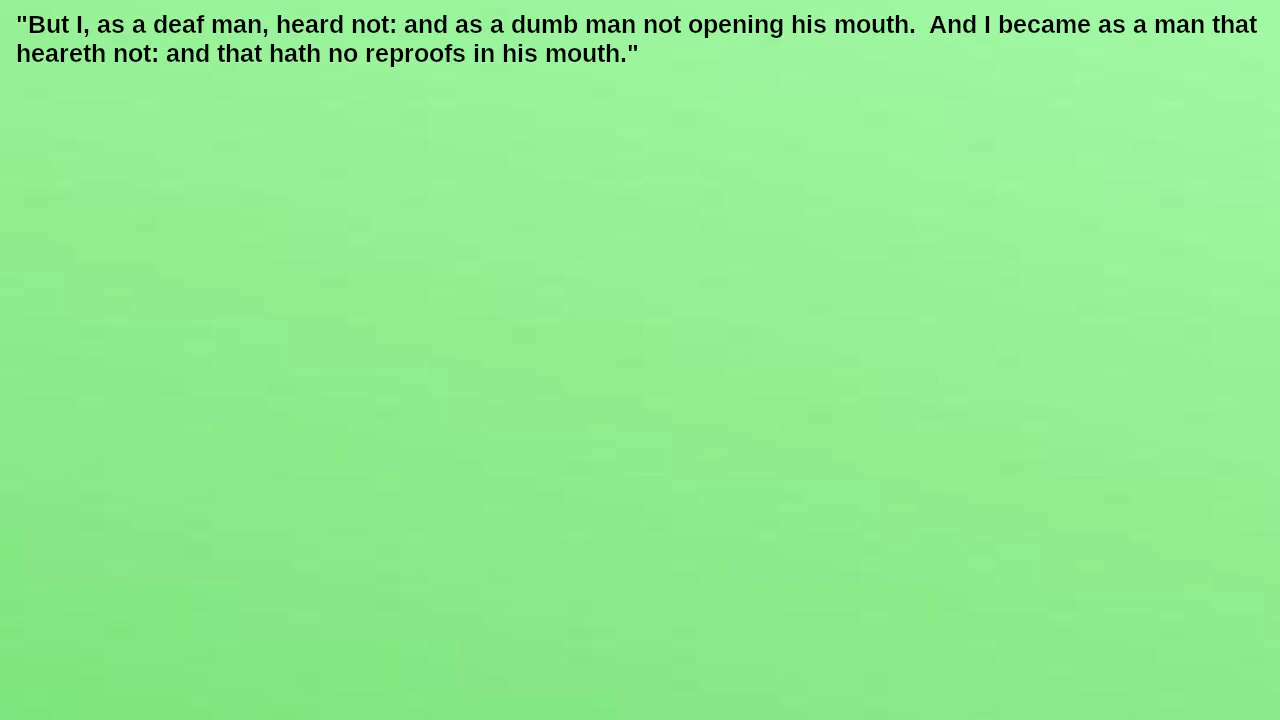 "But I, as a deaf man, heard not: and as a dumb man not opening his mouth.  And I became as a man that
heareth not: and that hath no reproofs in his mouth."